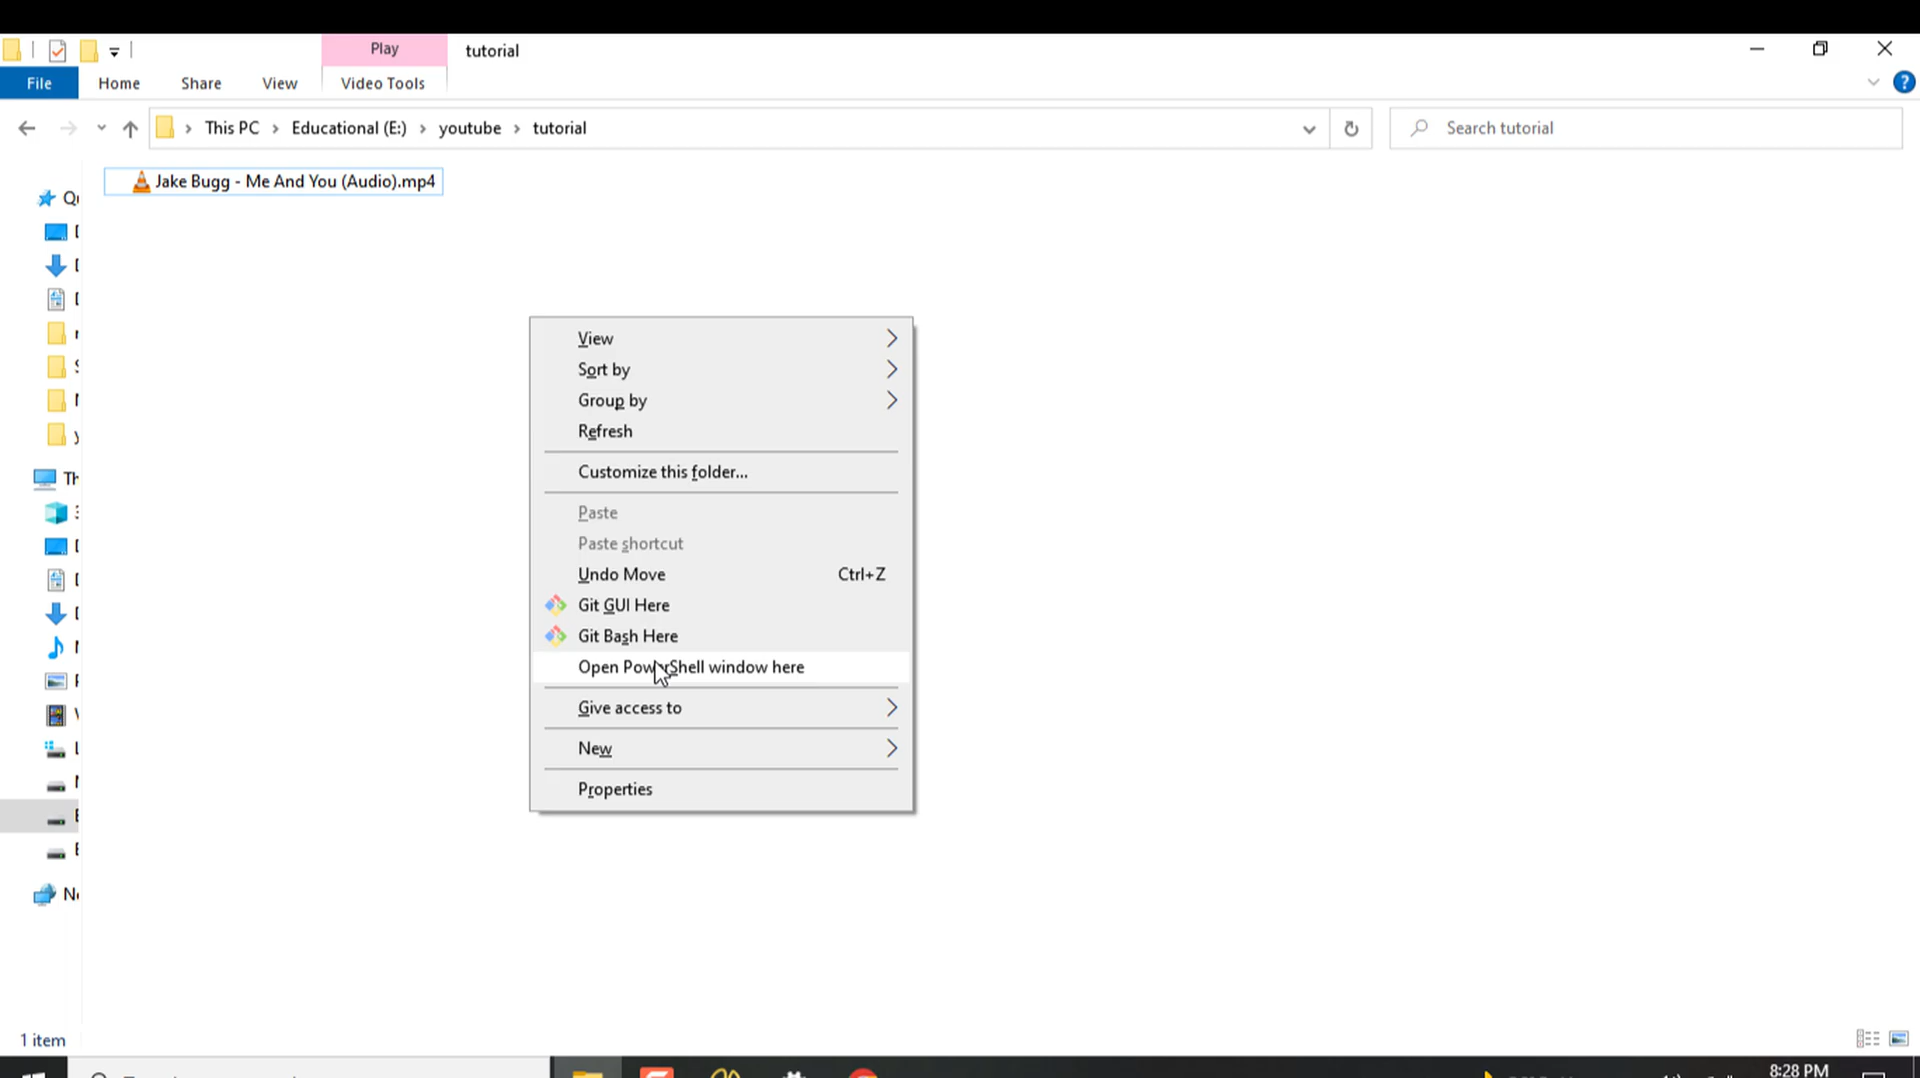 Play
tutorial
File
Home
Share
View
Video Tools
This PC
Educational (E:)
youtube
tutorial
Search tutorial
Jake Bugg - Me And You (Audio).mp4
View
Sort by
Group by
Refresh
Customize this folder...
Paste
Paste shortcut
Undo Move Ctrl+Z
Git GUI Here
Git Bash Here
Open PowerShell window here
Give access to
New
Properties
1 item
8:28 PM